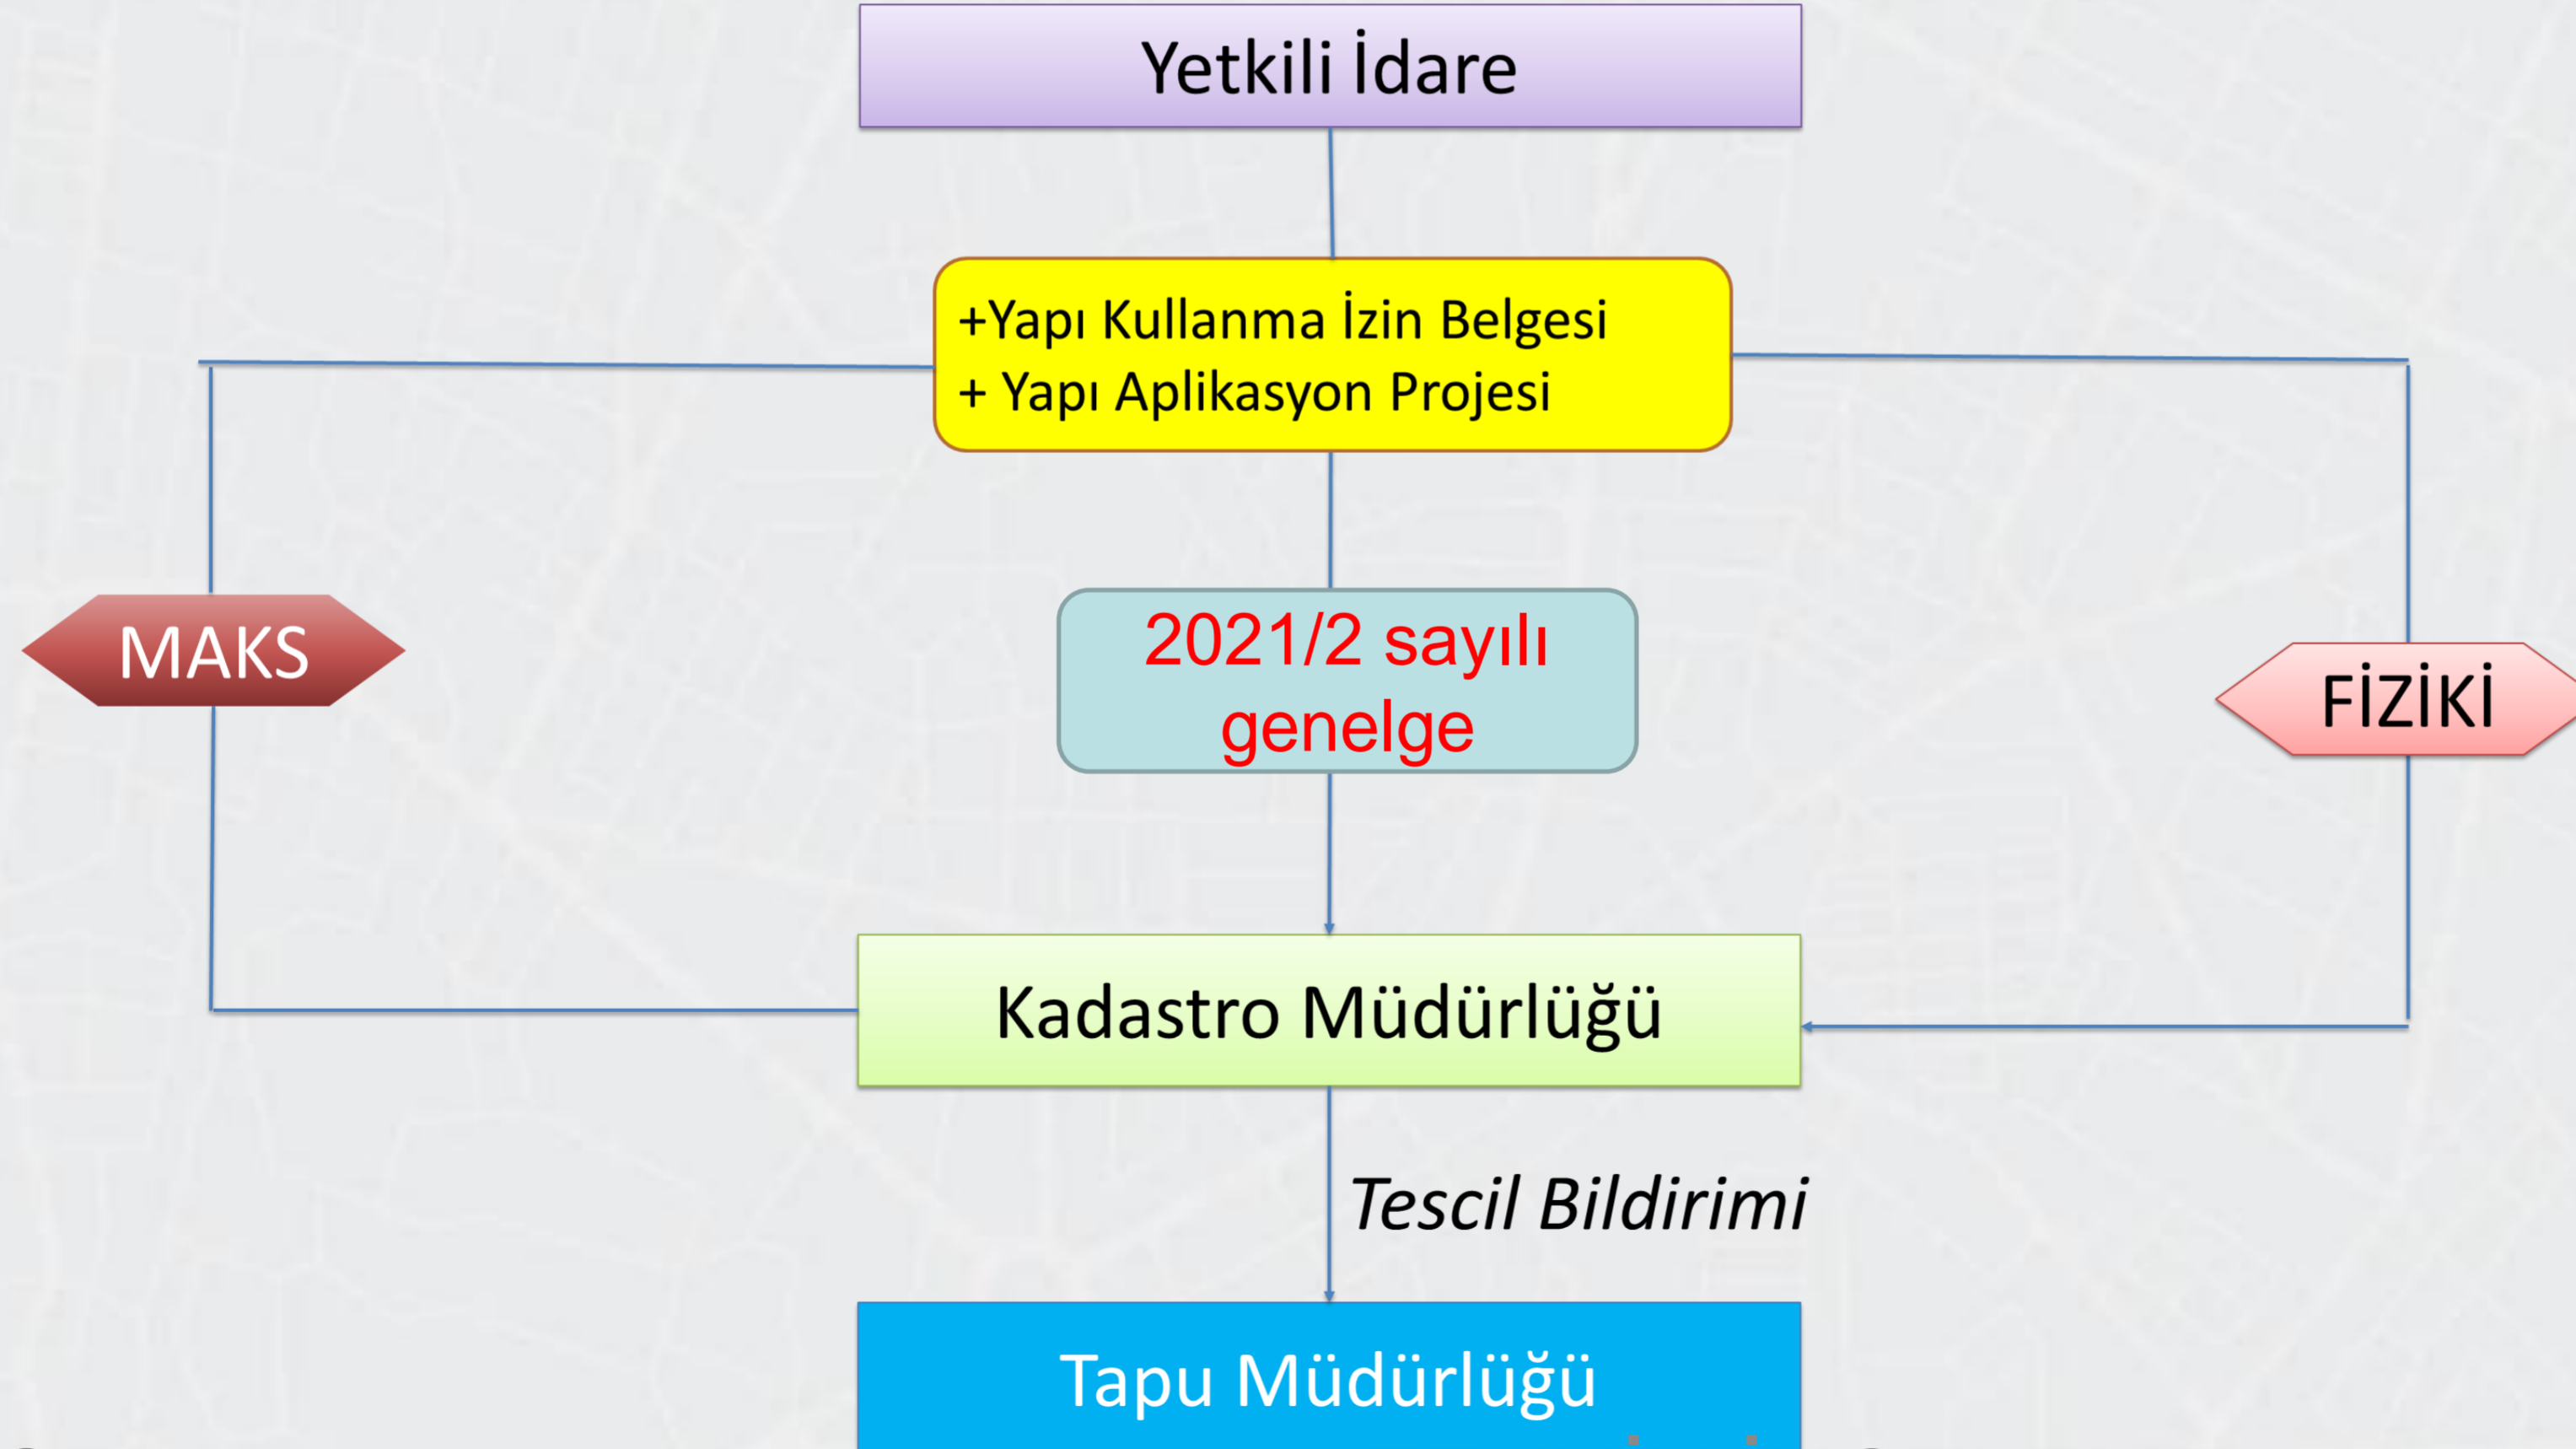 Yetkili İdare
+Yapı Kullanma İzin Belgesi
+ Yapı Aplikasyon Projesi
MAKS
2021/2 sayılı
genelge
FİZİKİ
Kadastro Müdürlüğü
Tescil Bildirimi
Tapu Müdürlüğü